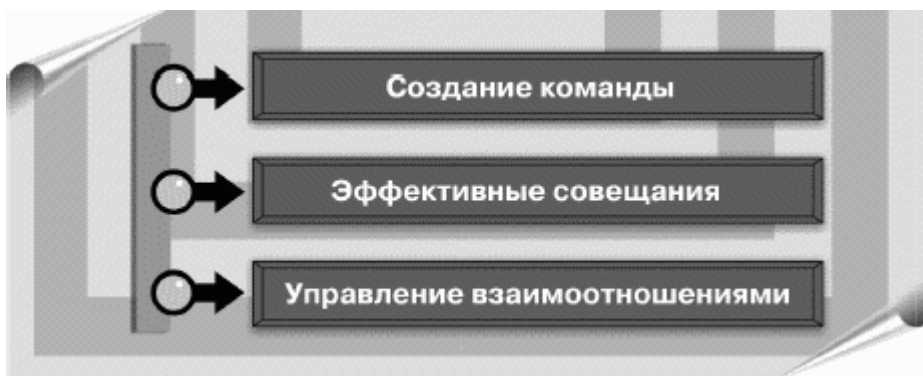 Создание команды
Эффективные совещания
Управление взаимоотношениями